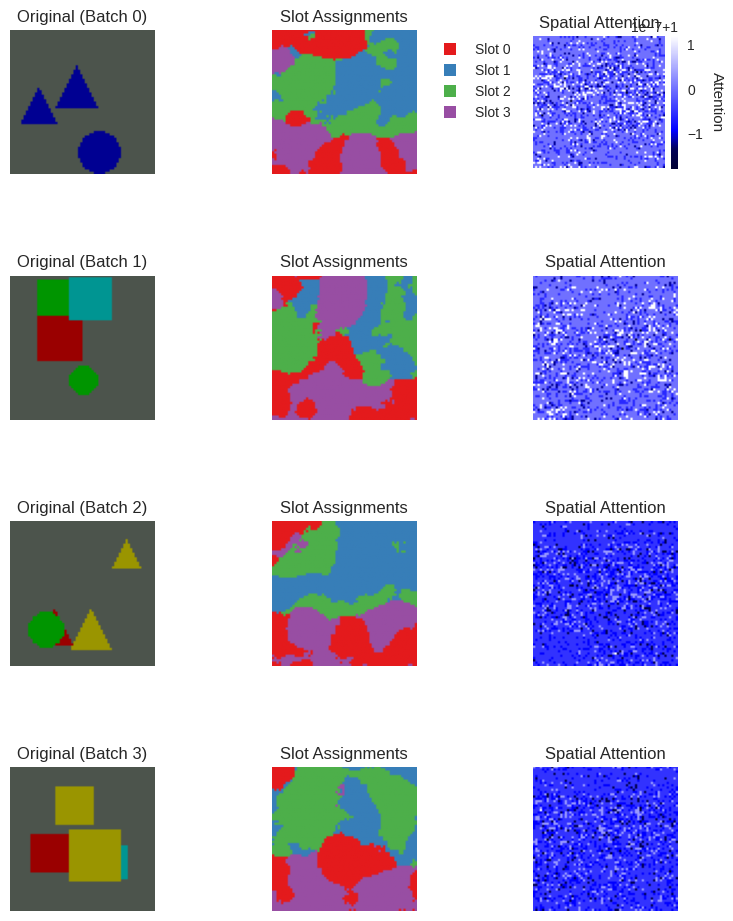 Original (Batch 0)
Slot Assignments
Slot 0
Slot 1
Slot 2
Slot 3
Spatial Attention
1e−7+1
1
0
−1
Attention
Original (Batch 1)
Slot Assignments
Spatial Attention
Original (Batch 2)
Slot Assignments
Spatial Attention
Original (Batch 3)
Slot Assignments
Spatial Attention